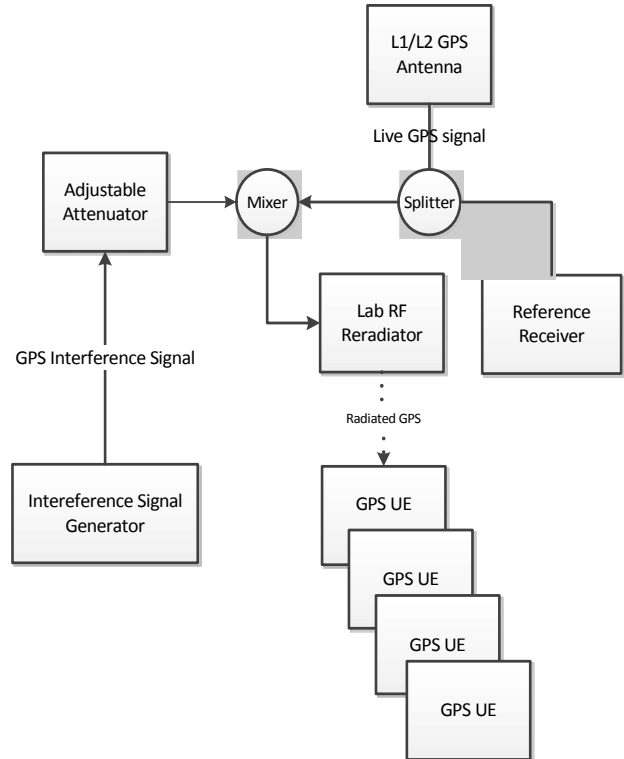 L1/L2 GPS
Antenna
Live GPS signal
Adjustable
Attenuator
Mixer
Splitter
Lab RF
Reradiator
Reference
Receiver
GPS Interference Signal
Radiated GPS
Intereference Signal
Generator
GPS UE
GPS UE
GPS UE
GPS UE